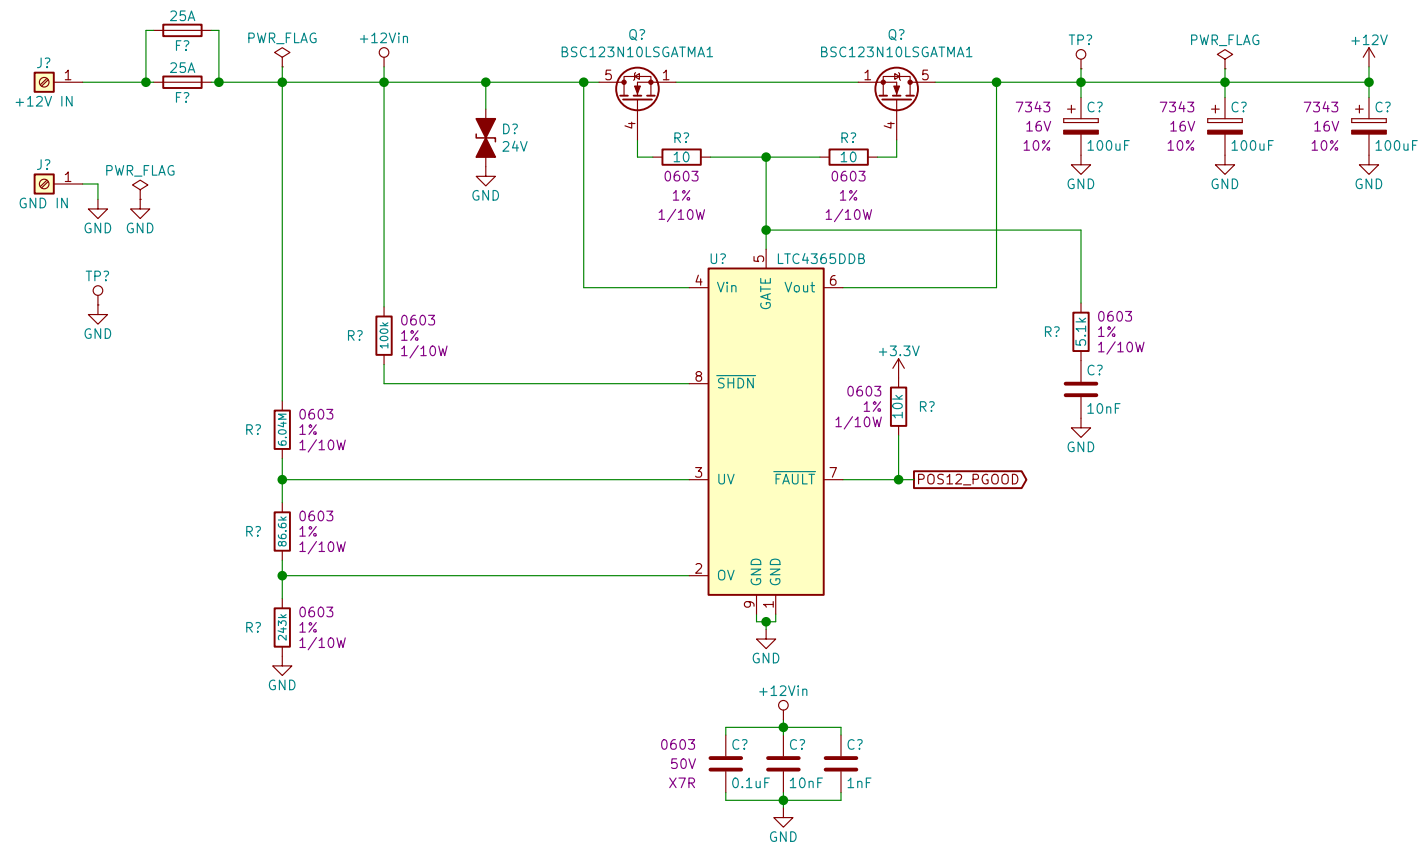 25A
F?
25A
F?
J?
1
+12V IN
PWR_FLAG
+12Vin
Q?
BSC123N10LSGATMA1
5
1
4
Q?
BSC123N10LSGATMA1
1
5
4
TP?
PWR_FLAG
+12V
7343
16V
10%
+
C?
100uF
GND
7343
16V
10%
+
C?
100uF
GND
7343
16V
10%
+
C?
100uF
GND
D?
24V
GND
R?
10
0603
1%
1/10W
R?
10
0603
1%
1/10W
J?
1
GND IN
GND
PWR_FLAG
GND
TP?
GND
U?
LTC4365DDB
5
GATE
4
Vin
Vout
6
8
SHDN
3
UV
FAULT
7
2
OV
GND
GND
9
1
GND
R?
100k
0603
1%
1/10W
R?
5.1k
0603
1%
1/10W
C?
10nF
GND
+3.3V
0603
1%
1/10W
10k
R?
POS12_PGOOD
R?
6.04M
0603
1%
1/10W
R?
86.6k
0603
1%
1/10W
R?
243k
0603
1%
1/10W
GND
+12Vin
0603
50V
X7R
C?
0.1uF
C?
10nF
C?
1nF
GND